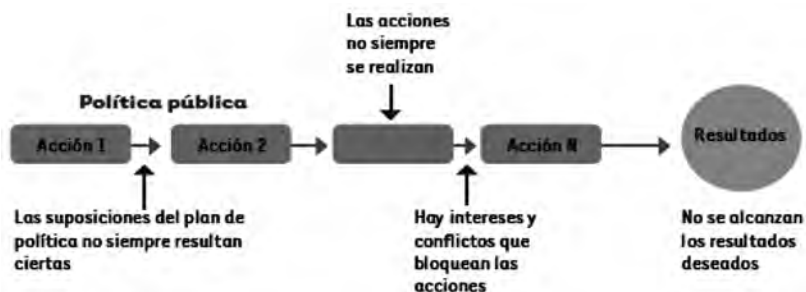 Las acciones
no siempre
se realizan
Política pública
Acción 1
Acción 2
Acción N
Resultados
Las suposiciones del plan de
política no siempre resultan
ciertas
Hay intereses y
conflictos que
bloquean las
acciones
No se alcanzan
los resultados
deseados